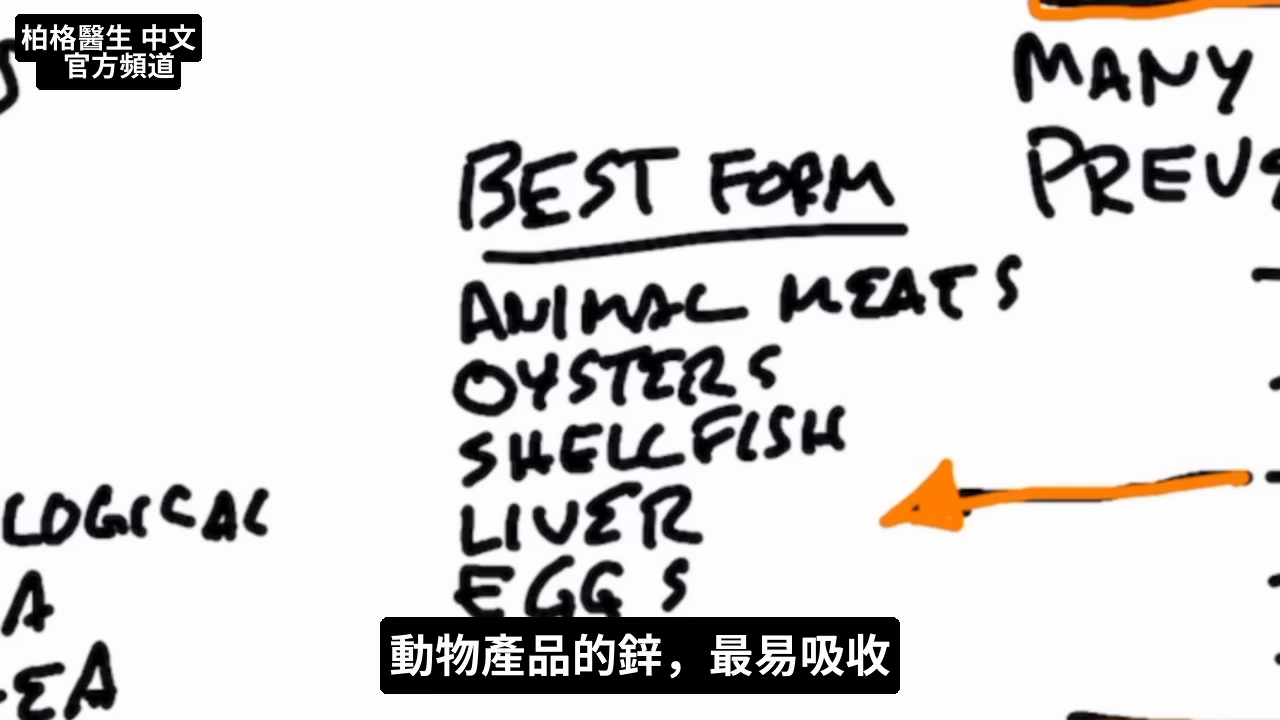 柏格醫生 中文
官方頻道
MANY
BEST FORM
ANIMAL MEATS
OYSTERS
SHELLFISH
LIVER
EGGS
LOGICAL
動物產品的鋅，最易吸收